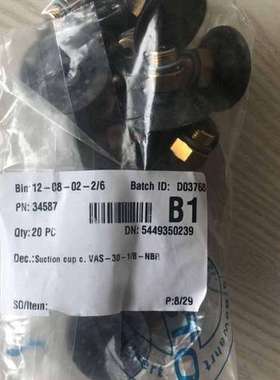 Bin: 12-08-02-2/6 Batch ID: D03768
PN: 34587 B1
Qty: 20 PC DN: 5449350239
Dec.: Suction cup c. VAS-30-1/8-NBR
SO/Item: P:8/29
bewährt